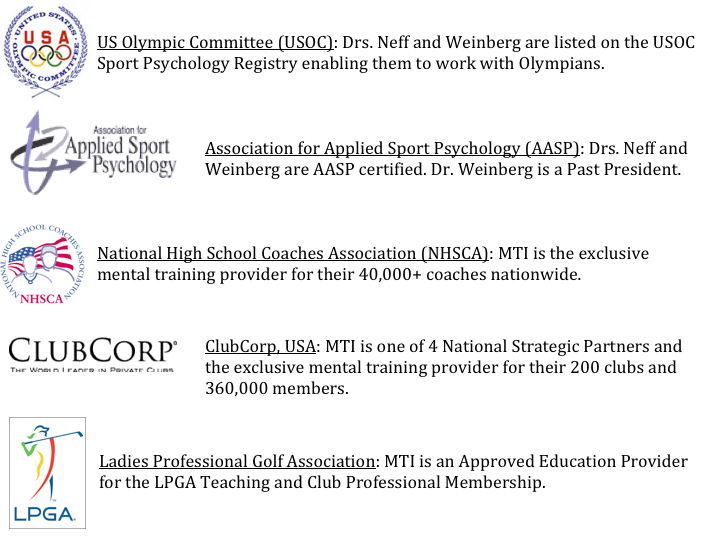 UNITED STATES
USA
OLYMPIC COMMITTEE
US Olympic Committee (USOC): Drs. Neff and Weinberg are listed on the USOC
Sport Psychology Registry enabling them to work with Olympians.
Association for
Applied Sport
Psychology
Association for Applied Sport Psychology (AASP): Drs. Neff and
Weinberg are AASP certified. Dr. Weinberg is a Past President.
NATIONAL HIGH SCHOOL COACHES ASSOCIATION
NHSCA
National High School Coaches Association (NHSCA): MTI is the exclusive
mental training provider for their 40,000+ coaches nationwide.
CLUBCORP®
THE WORLD LEADER IN PRIVATE CLUBS
ClubCorp, USA: MTI is one of 4 National Strategic Partners and
the exclusive mental training provider for their 200 clubs and
360,000 members.
LPGA
Ladies Professional Golf Association: MTI is an Approved Education Provider
for the LPGA Teaching and Club Professional Membership.